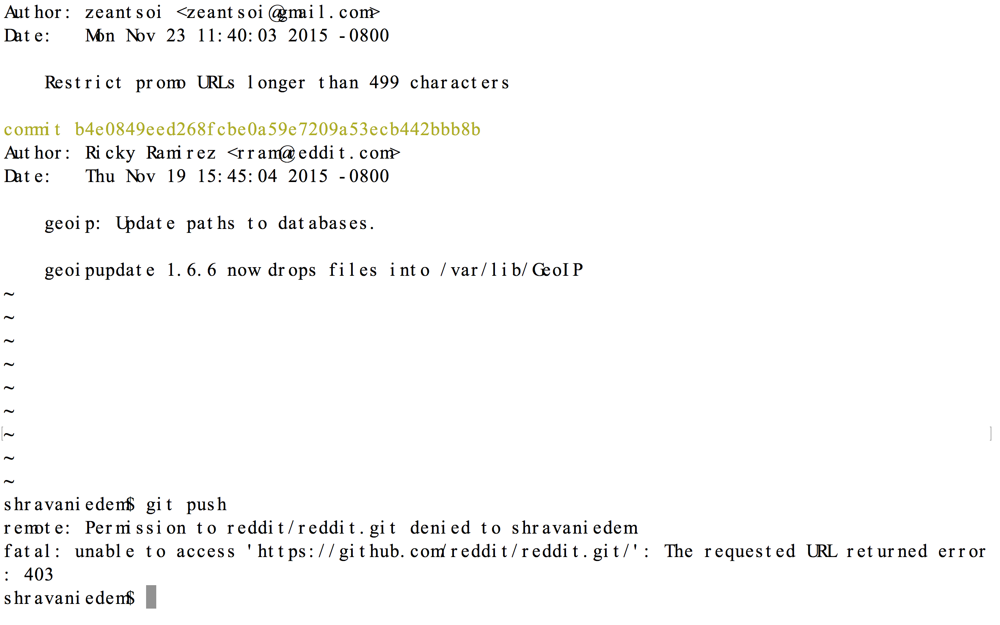 Author: zeantsoi <zeantsoi@gmail.com>
Date:   Mon Nov 23 11:40:03 2015 -0800
Restrict promo URLs longer than 499 characters
commit b4e0849eed268fcbe0a59e7209a53ecb442bbb8b
Author: Ricky Ramirez <rram@reddit.com>
Date:   Thu Nov 19 15:45:04 2015 -0800
geoip: Update paths to databases.
geoipupdate 1.6.6 now drops files into /var/lib/GeoIP
~
~
~
~
~
~
[~ ]
~
~
shravaniedem$ git push
remote: Permission to reddit/reddit.git denied to shravaniedem
fatal: unable to access 'https://github.com/reddit/reddit.git/': The requested URL returned error
: 403
shravaniedem$